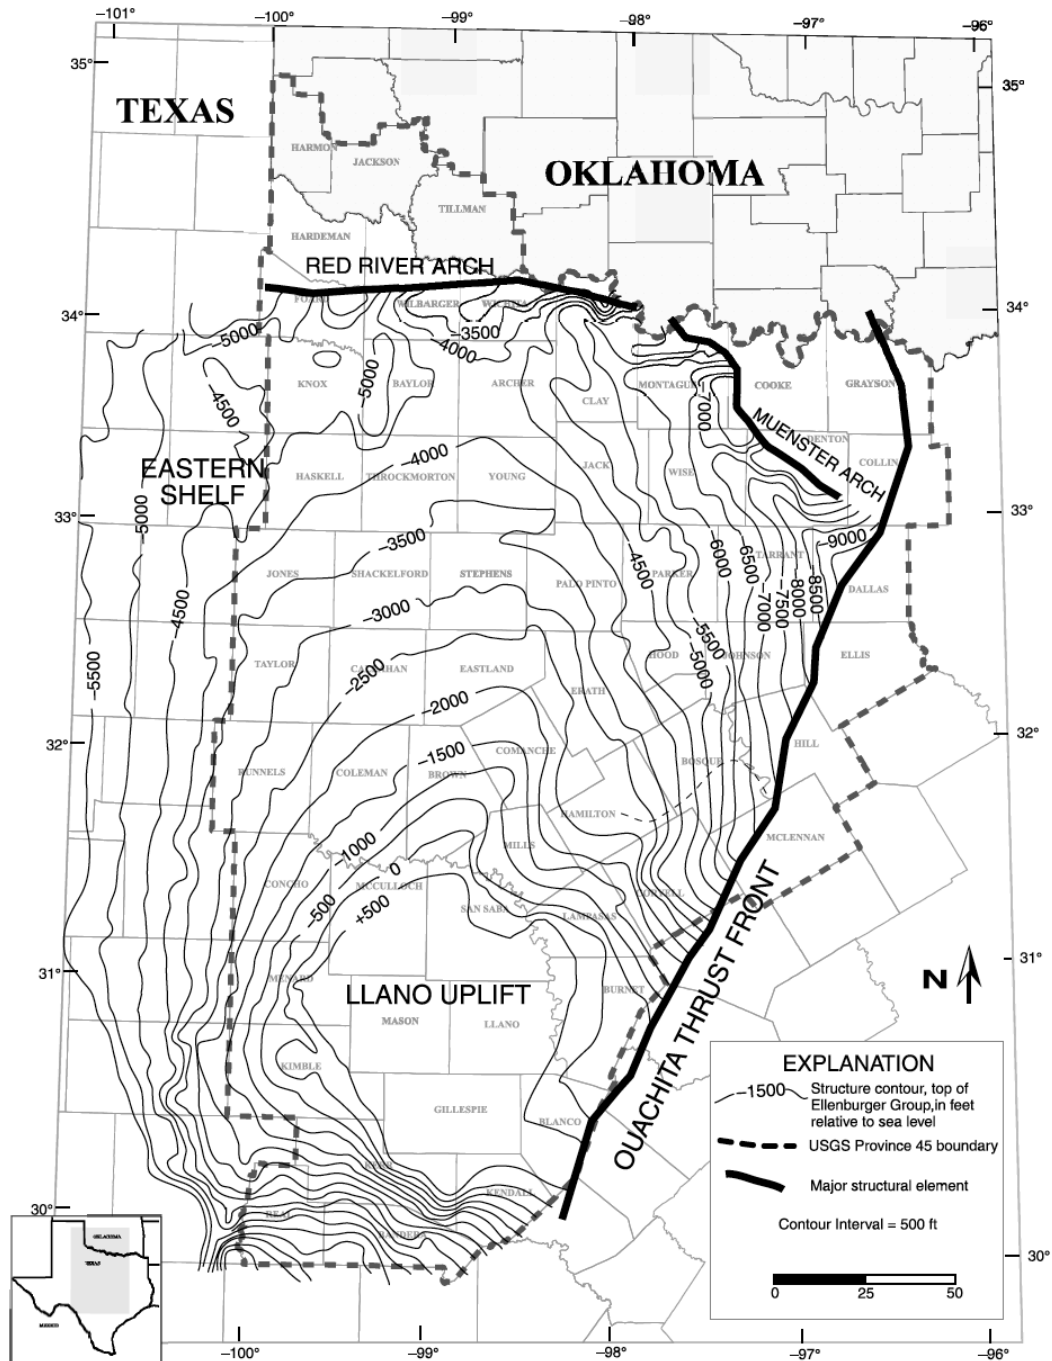 −101°
−100°
−99°
−98°
−97°
−96°
35°
35°
TEXAS
OKLAHOMA
HARMON
JACKSON
TILLMAN
HARDEMAN
RED RIVER ARCH
FOARD
WILBARGER
WICHITA
34°
34°
−5000
−3500
−4000
KNOX
−5000
BAYLOR
ARCHER
CLAY
MONTAGUE
−7000
COOKE
GRAYSON
−4500
MUENSTER ARCH
DENTON
COLLIN
EASTERN
SHELF
−4000
HASKELL
THROCKMORTON
YOUNG
JACK
WISE
33°
33°
−5000
−3500
−9000
JONES
SHACKELFORD
STEPHENS
PALO PINTO
4500
PARKER
6000
6500
TARRANT
−7000
−7500
−8000
−8500
DALLAS
−4500
−3000
−5500
−2500
TAYLOR
CALLAHAN
EASTLAND
ERATH
HOOD
−5500
−5000
JOHNSON
ELLIS
−2000
32°
32°
−1500
RUNNELS
COLEMAN
BROWN
COMANCHE
BOSQUE
HILL
HAMILTON
MILLS
MCLENNAN
−1000
0
−500
+500
CONCHO
MCCULLOCH
SAN SABA
LAMPASAS
CORYELL
31°
31°
MENARD
LLANO UPLIFT
BURNET
MASON
LLANO
OUACHITA THRUST FRONT
N
KIMBLE
GILLESPIE
BLANCO
KERR
KENDALL
REAL
BANDERA
30°
30°
EXPLANATION
−1500
Structure contour, top of
Ellenburger Group,in feet
relative to sea level
USGS Province 45 boundary
Major structural element
Contour Interval = 500 ft
0
25
50
OKLAHOMA
TEXAS
MEXICO
−100°
−99°
−98°
−97°
−96°